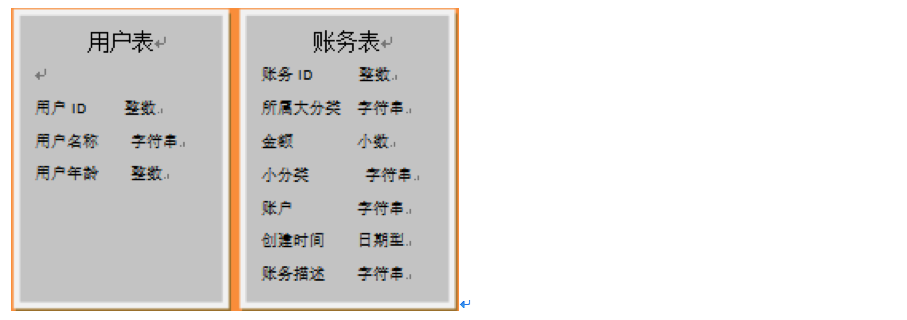 用户表
用户 ID 整数
用户名称 字符串
用户年龄 整数
账务表
账务 ID 整数
所属大分类 字符串
金额 小数
小分类 字符串
账户 字符串
创建时间 日期型
账务描述 字符串